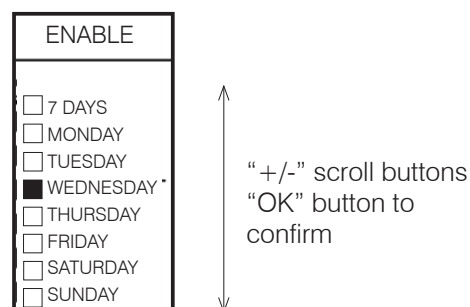 ENABLE
7 DAYS
MONDAY
TUESDAY
WEDNESDAY
THURSDAY
FRIDAY
SATURDAY
SUNDAY
“+/-” scroll buttons
“OK” button to
confirm